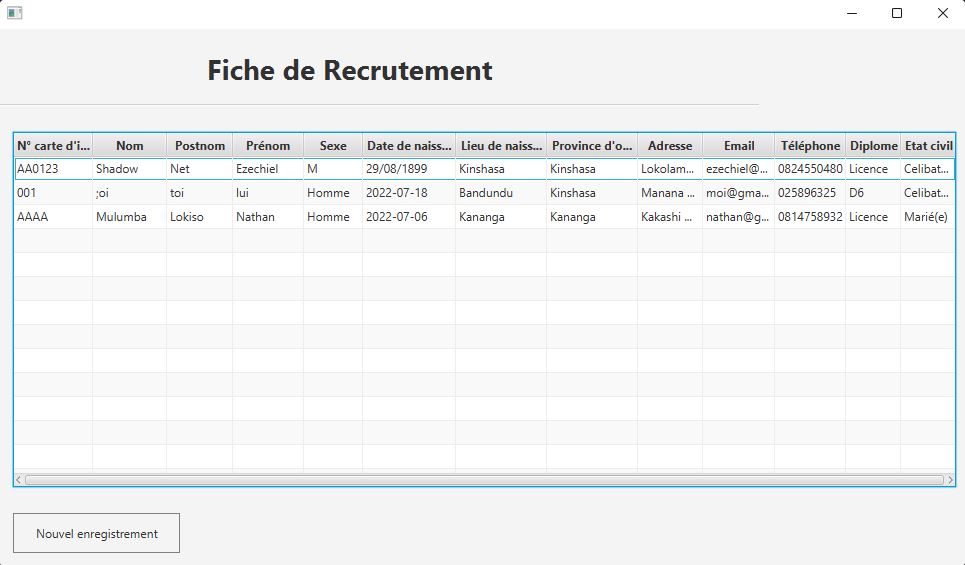 Fiche de Recrutement
N° carte d'i... Nom Postnom Prénom Sexe Date de naiss... Lieu de naiss... Province d'o... Adresse Email Téléphone Diplome Etat civil
AA0123 Shadow Net Ezechiel M 29/08/1899 Kinshasa Kinshasa Lokolam... ezechiel@... 0824550480 Licence Celibat...
001 ;oi toi lui Homme 2022-07-18 Bandundu Kinshasa Manana ... moi@gma... 025896325 D6 Celibat...
AAAA Mulumba Lokiso Nathan Homme 2022-07-06 Kananga Kananga Kakashi ... nathan@g... 0814758932 Licence Marié(e)
Nouvel enregistrement